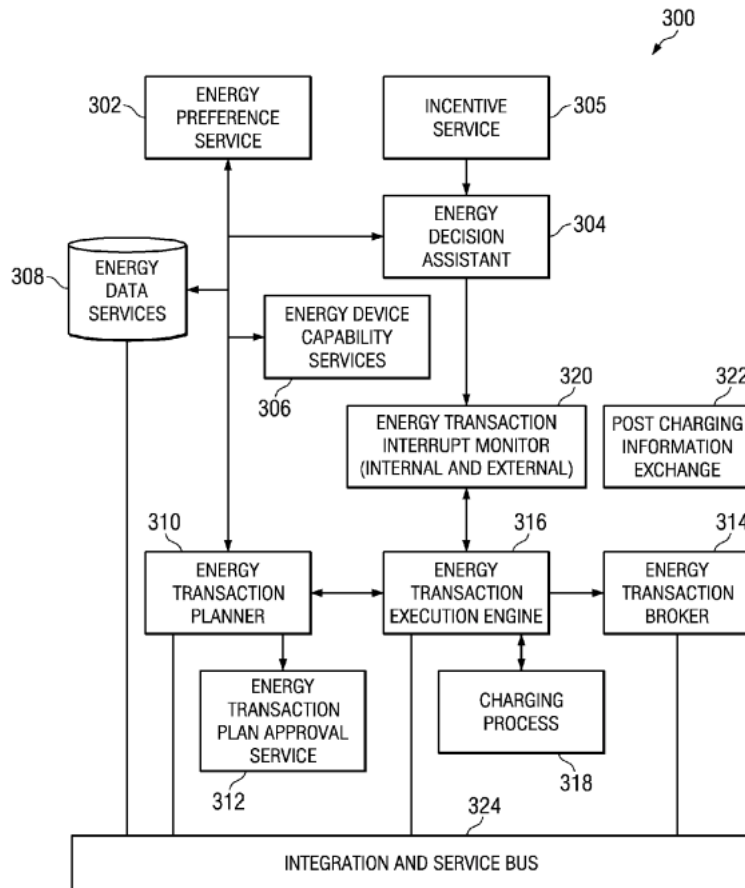 300
302
ENERGY
PREFERENCE
SERVICE
INCENTIVE
SERVICE
305
ENERGY
DECISION
ASSISTANT
304
308
ENERGY
DATA
SERVICES
ENERGY DEVICE
CAPABILITY
SERVICES
306
320
ENERGY TRANSACTION
INTERRUPT MONITOR
(INTERNAL AND EXTERNAL)
322
POST CHARGING
INFORMATION
EXCHANGE
310
ENERGY
TRANSACTION
PLANNER
316
ENERGY
TRANSACTION
EXECUTION ENGINE
314
ENERGY
TRANSACTION
BROKER
ENERGY
TRANSACTION
PLAN APPROVAL
SERVICE
312
CHARGING
PROCESS
318
324
INTEGRATION AND SERVICE BUS